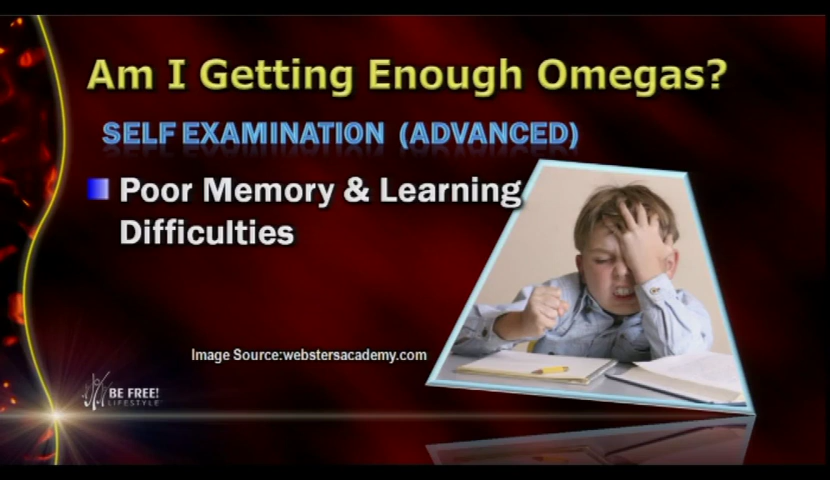 Am I Getting Enough Omegas?
SELF EXAMINATION (ADVANCED)
Poor Memory & Learning
Difficulties
Image Source:webstersacademy.com
BE FREE!
LIFESTYLE